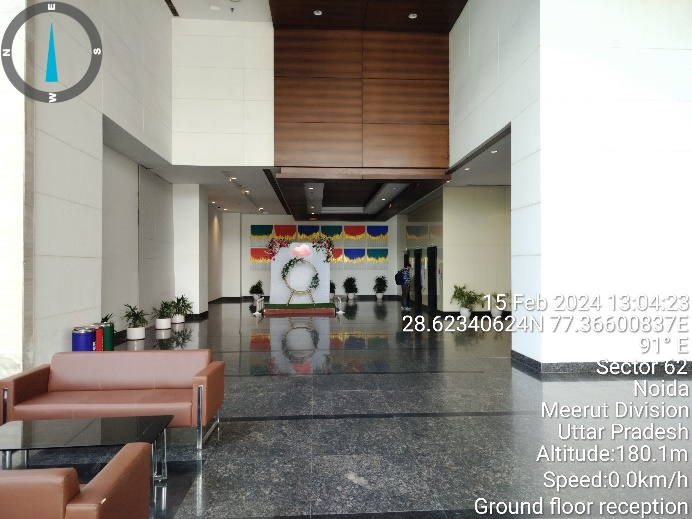 N
E
S
W
15 Feb 2024 13:04:23
28.62340624N 77.36600837E
91° E
Sector 62
Noida
Meerut Division
Uttar Pradesh
Altitude:180.1m
Speed:0.0km/h
Ground floor reception